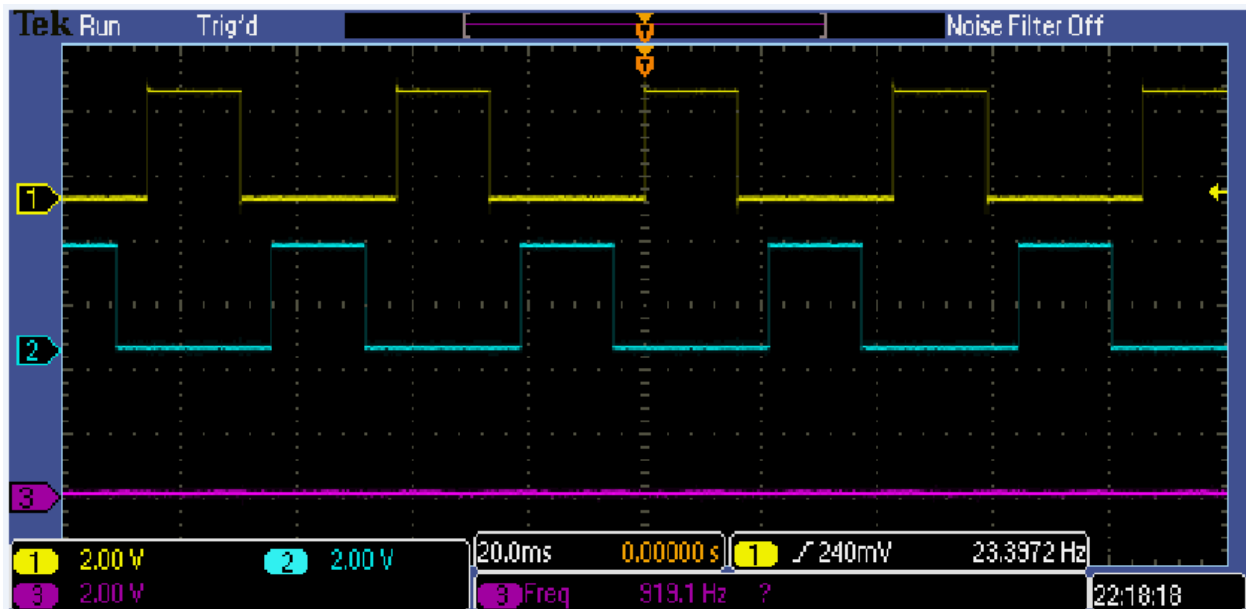 Tek Run Trig'd Noise Filter Off
T
T
1
2
3
1 2.00 V 2 2.00 V 20.0ms 0.00000 s 1 240mV 23.3972 Hz
3 2.00 V 3 Freq 919.1 Hz ? 22:18:18